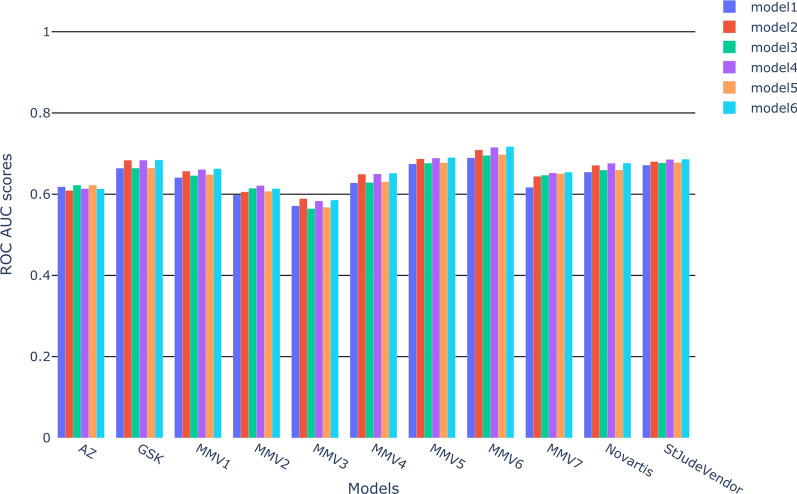 model1
model2
model3
model4
model5
model6
1
0.8
0.6
0.4
0.2
0
ROC AUC scores
AZ
GSK
MMV1
MMV2
MMV3
MMV4
MMV5
MMV6
MMV7
Novartis
StJudeVendor
Models